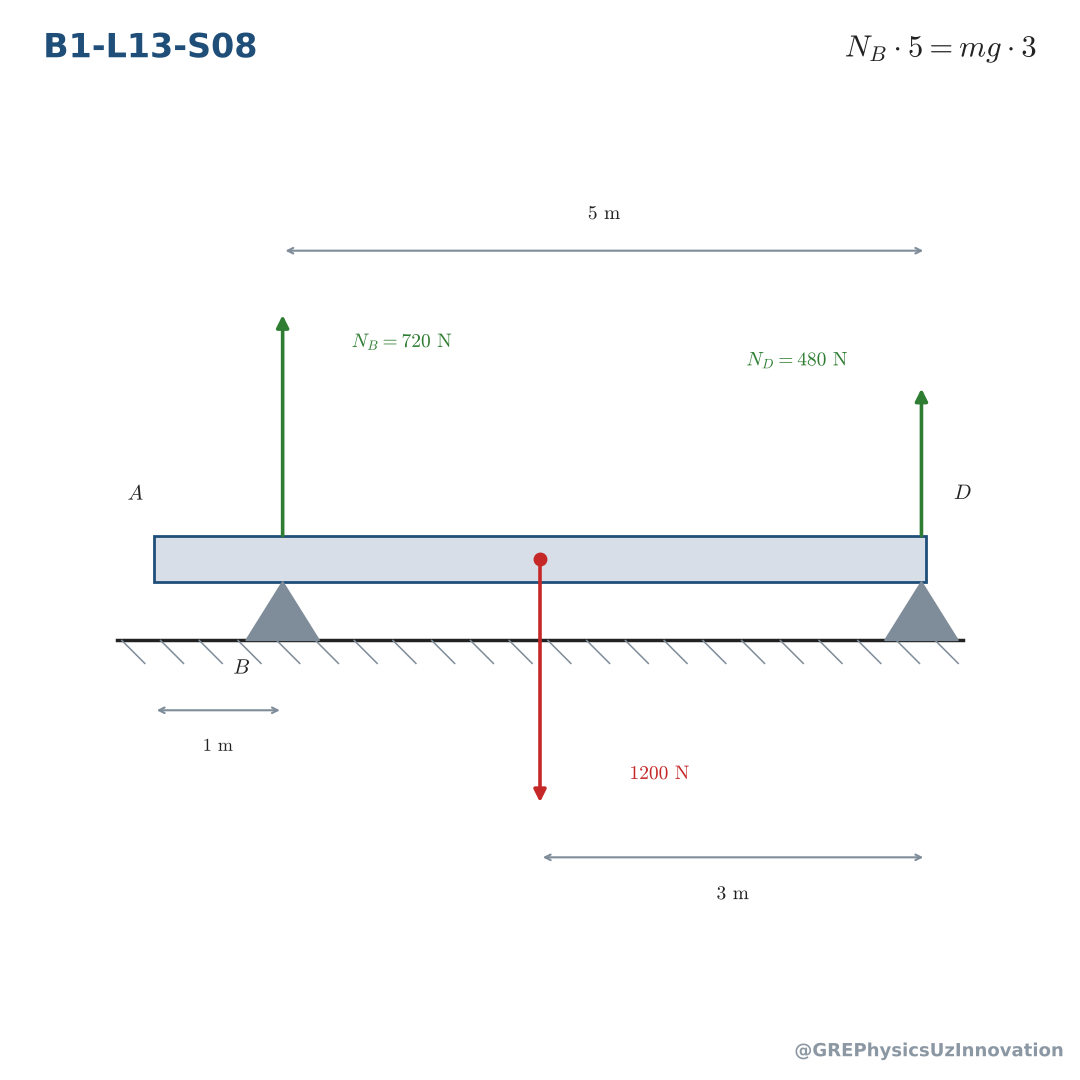 B1-L13-S08
N_B · 5 = mg · 3
5 m
N_B = 720 N
N_D = 480 N
A
D
B
1 m
1200 N
3 m
@GREPhysicsUzInnovation